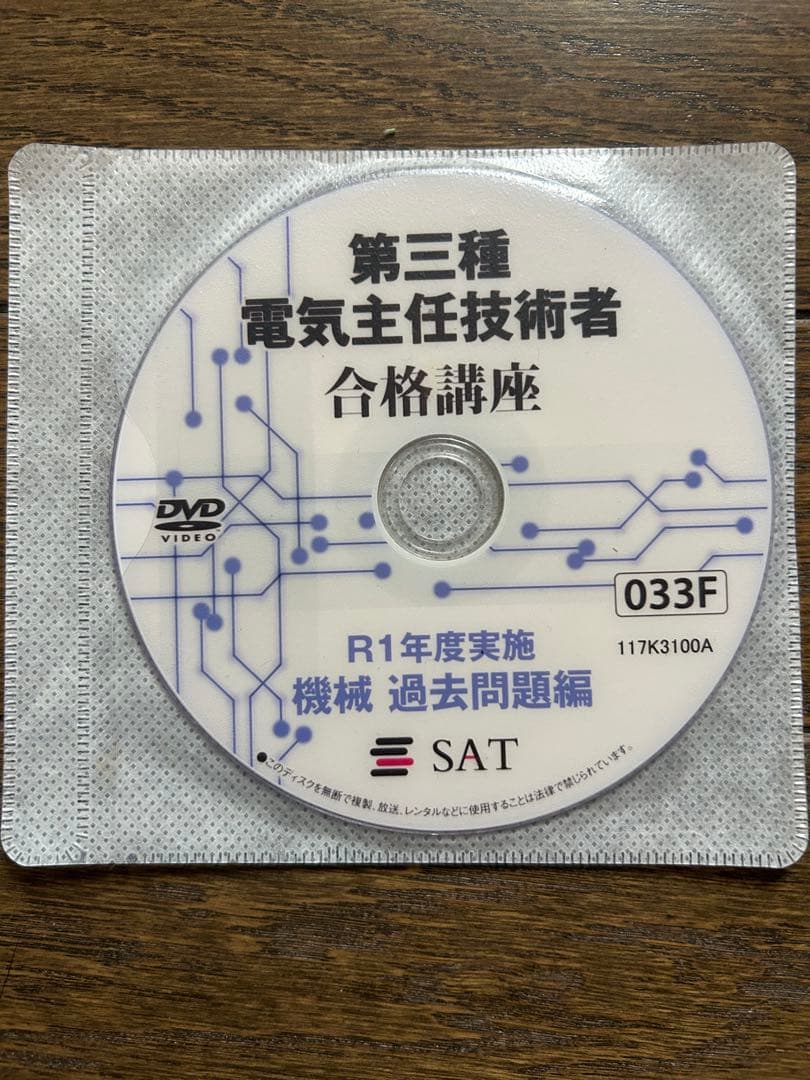 第三種
電気主任技術者
合格講座
DVD
VIDEO
033F
117K3100A
R1年度実施
機械 過去問題編
SAT
●このディスクを無断で複製、放送、レンタルなどに使用することは法律で禁じられています。